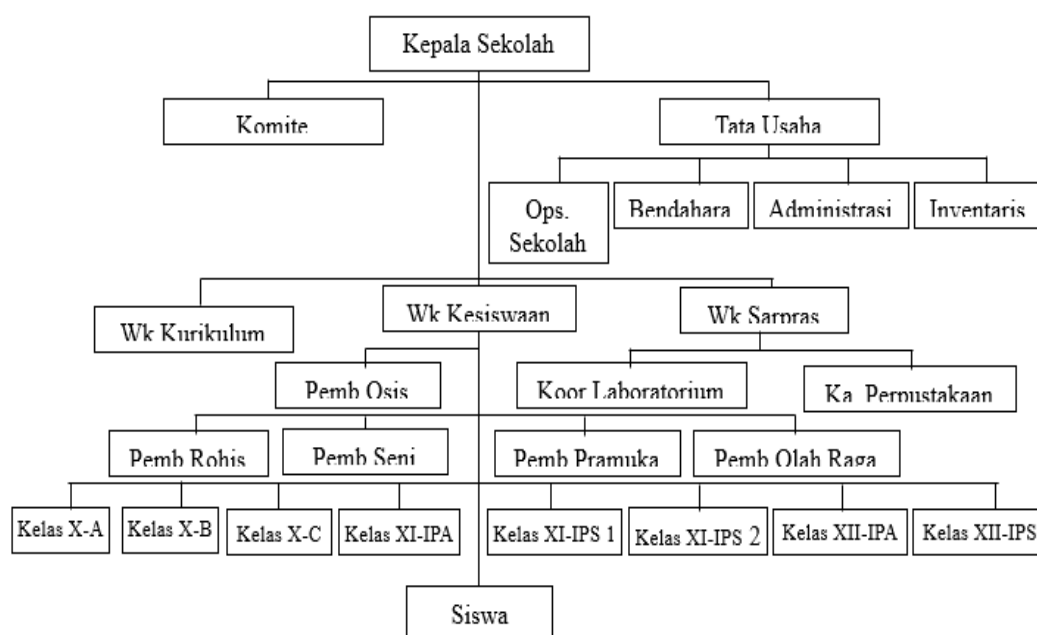 Kepala Sekolah
Komite
Tata Usaha
Ops.
Sekolah
Bendahara
Administrasi
Inventaris
Wk Kurikulum
Wk Kesiswaan
Wk Sarpras
Pemb Osis
Koor Laboratorium
Ka. Perpustakaan
Pemb Rohis
Pemb Seni
Pemb Pramuka
Pemb Olah Raga
Kelas X-A
Kelas X-B
Kelas X-C
Kelas XI-IPA
Kelas XI-IPS 1
Kelas XI-IPS 2
Kelas XII-IPA
Kelas XII-IPS
Siswa